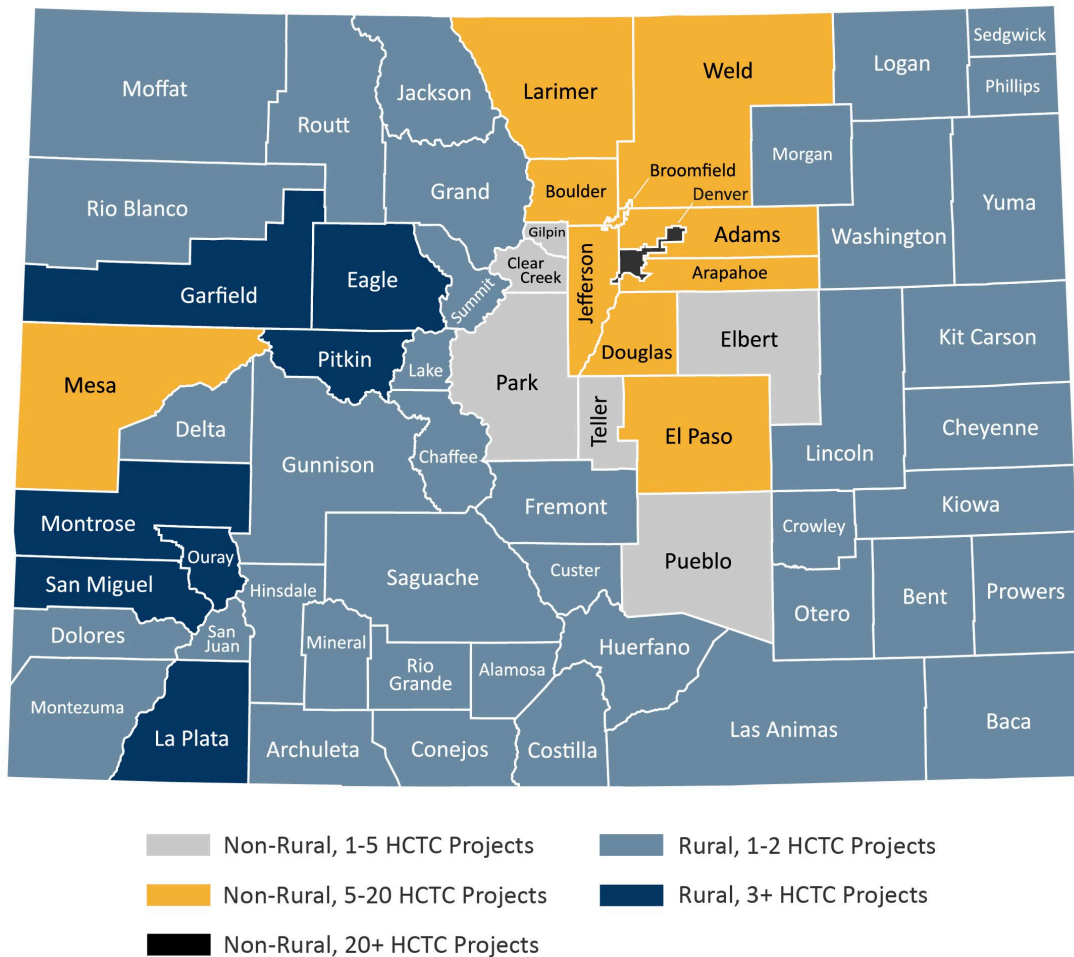 Moffat
Routt
Jackson
Larimer
Weld
Logan
Sedgwick
Phillips
Rio Blanco
Grand
Boulder
Broomfield
Denver
Morgan
Washington
Yuma
Garfield
Eagle
Summit
Gilpin
Clear
Creek
Jefferson
Adams
Arapahoe
Mesa
Pitkin
Lake
Park
Douglas
Elbert
Kit Carson
Delta
Gunnison
Chaffee
Teller
El Paso
Lincoln
Cheyenne
Montrose
Ouray
Fremont
Crowley
Kiowa
San Miguel
Hinsdale
Saguache
Custer
Pueblo
Otero
Bent
Prowers
Dolores
San
Juan
Mineral
Rio
Grande
Alamosa
Huerfano
Montezuma
La Plata
Archuleta
Conejos
Costilla
Las Animas
Baca
Non-Rural, 1-5 HCTC Projects
Rural, 1-2 HCTC Projects
Non-Rural, 5-20 HCTC Projects
Rural, 3+ HCTC Projects
Non-Rural, 20+ HCTC Projects